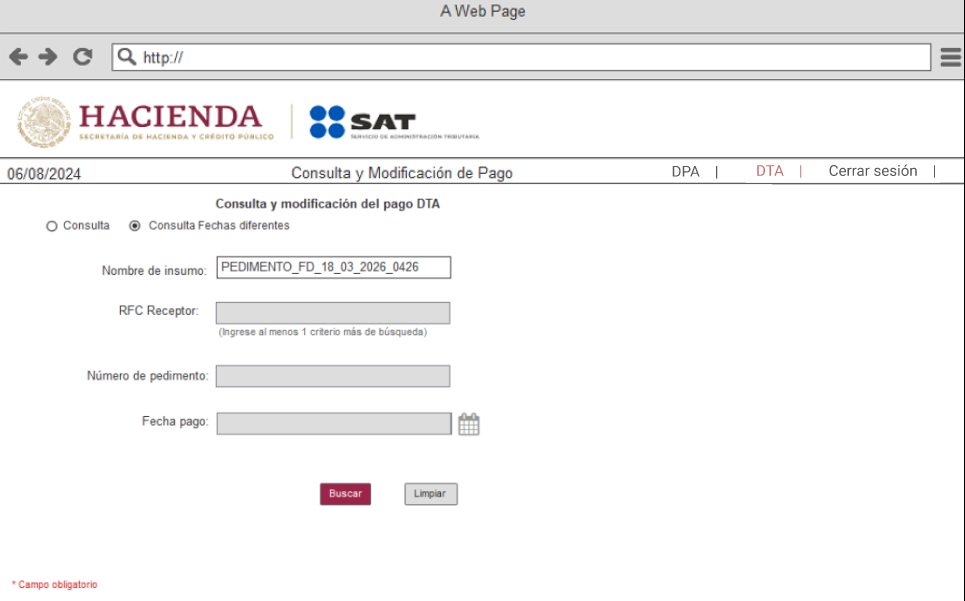 A Web Page
http://
HACIENDA
SECRETARÍA DE HACIENDA Y CRÉDITO PÚBLICO
SAT
SERVICIO DE ADMINISTRACIÓN TRIBUTARIA
06/08/2024 Consulta y Modificación de Pago DPA | DTA | Cerrar sesión |
Consulta y modificación del pago DTA
Consulta Consulta Fechas diferentes
Nombre de insumo: PEDIMENTO_FD_18_03_2026_0426
RFC Receptor:
(Ingrese al menos 1 criterio más de búsqueda)
Número de pedimento:
Fecha pago:
Buscar Limpiar
* Campo obligatorio